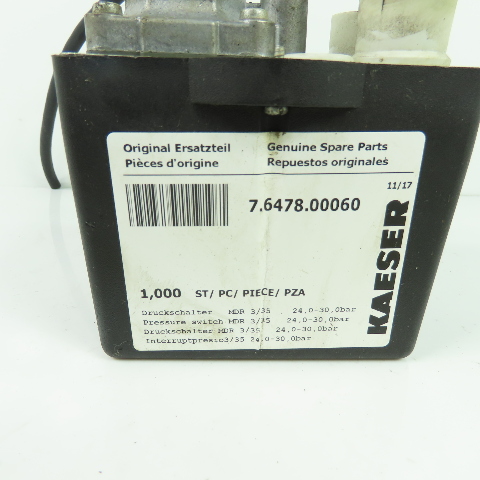 Original Ersatzteil Genuine Spare Parts
Pièces d'origine Repuestos originales
11/17
7.6478.00060
KAESER
1,000 ST/ PC/ PIECE/ PZA
Druckschalter MDR 3/35 24.0-30.0bar
Pressure switch MDR 3/35 24.0-30.0bar
Druckschalter MDR 3/35 24.0-30.0bar
Interruptpresio3/35 24.0-30.0bar